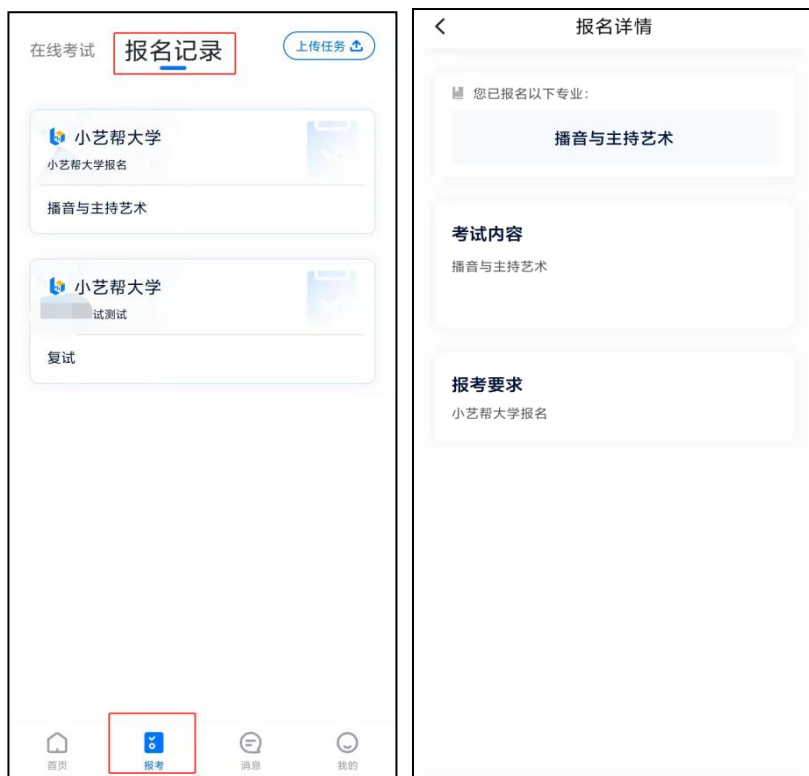 在线考试
报名记录
上传任务
小艺帮大学
小艺帮大学报名
播音与主持艺术
小艺帮大学
试测试
复试
首页
报考
消息
我的
报名详情
您已报名以下专业:
播音与主持艺术
考试内容
播音与主持艺术
报考要求
小艺帮大学报名